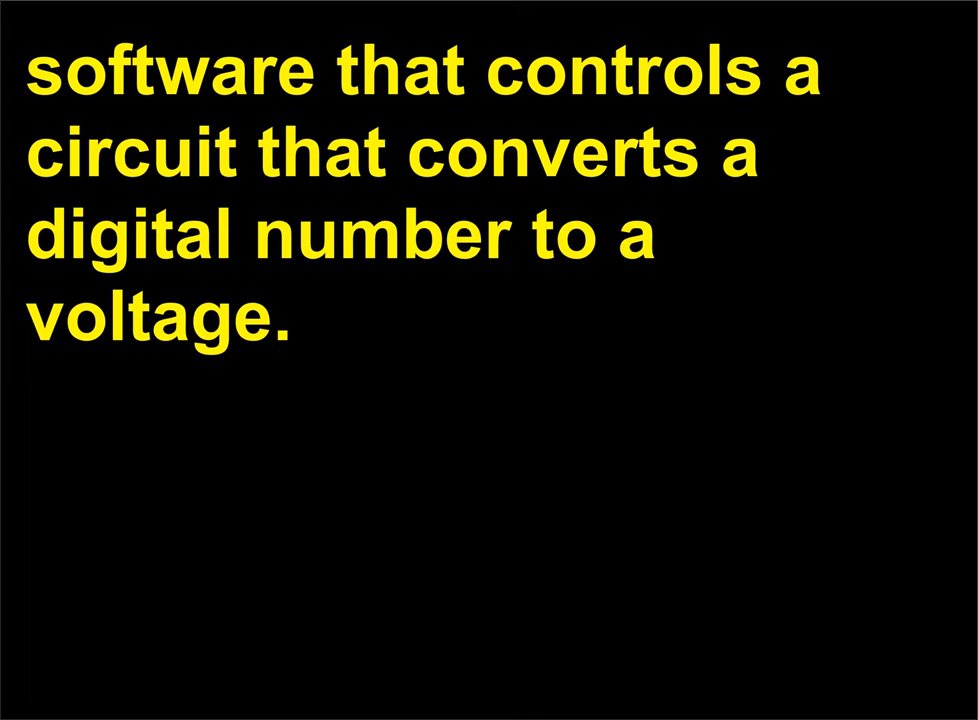 software that controls a
circuit that converts a
digital number to a
voltage.